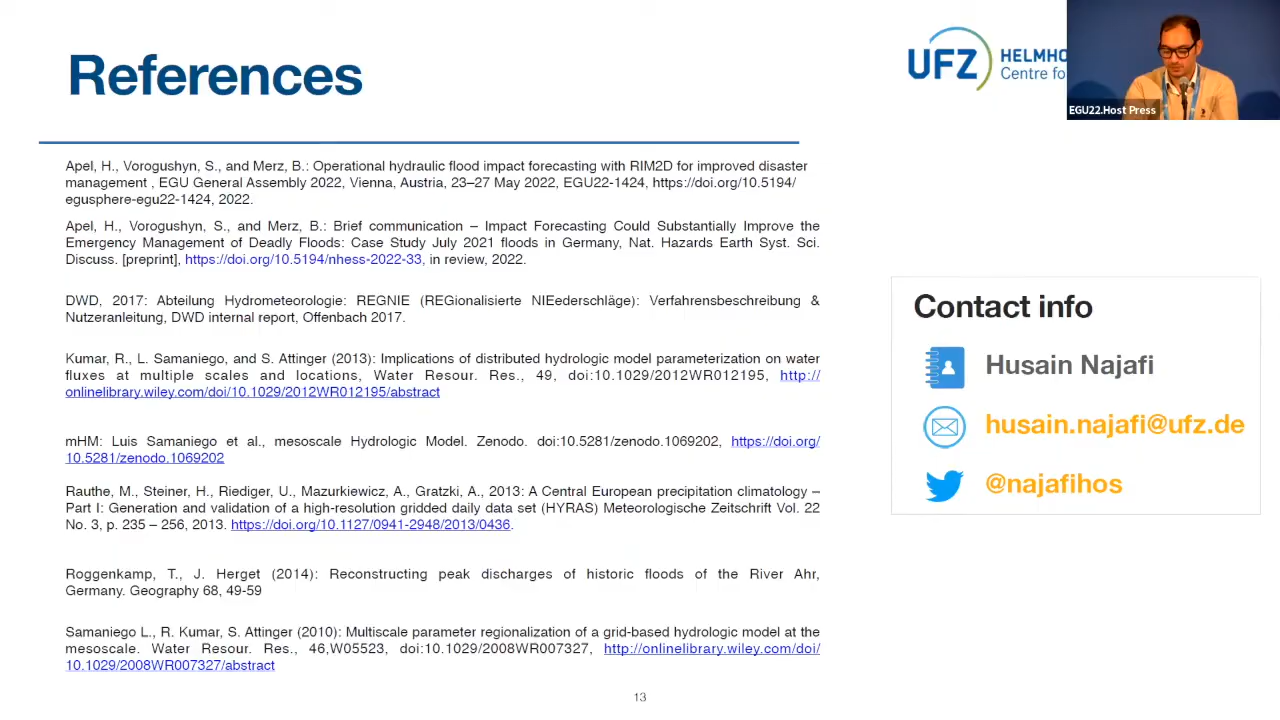 References
UFZ HELMHO
Centre fo
EGU22.Host Press
Apel, H., Vorogushyn, S., and Merz, B.: Operational hydraulic flood impact forecasting with RIM2D for improved disaster
management , EGU General Assembly 2022, Vienna, Austria, 23–27 May 2022, EGU22-1424, https://doi.org/10.5194/
egusphere-egu22-1424, 2022.
Apel, H., Vorogushyn, S., and Merz, B.: Brief communication – Impact Forecasting Could Substantially Improve the
Emergency Management of Deadly Floods: Case Study July 2021 floods in Germany, Nat. Hazards Earth Syst. Sci.
Discuss. [preprint], https://doi.org/10.5194/nhess-2022-33, in review, 2022.
DWD, 2017: Abteilung Hydrometeorologie: REGNIE (REGionalisierte NIEederschläge): Verfahrensbeschreibung &
Nutzeranleitung, DWD internal report, Offenbach 2017.
Kumar, R., L. Samaniego, and S. Attinger (2013): Implications of distributed hydrologic model parameterization on water
fluxes at multiple scales and locations, Water Resour. Res., 49, doi:10.1029/2012WR012195, http://
onlinelibrary.wiley.com/doi/10.1029/2012WR012195/abstract
mHM: Luis Samaniego et al., mesoscale Hydrologic Model. Zenodo. doi:10.5281/zenodo.1069202, https://doi.org/
10.5281/zenodo.1069202
Rauthe, M., Steiner, H., Riediger, U., Mazurkiewicz, A., Gratzki, A., 2013: A Central European precipitation climatology –
Part I: Generation and validation of a high-resolution gridded daily data set (HYRAS) Meteorologische Zeitschrift Vol. 22
No. 3, p. 235 – 256, 2013. https://doi.org/10.1127/0941-2948/2013/0436.
Roggenkamp, T., J. Herget (2014): Reconstructing peak discharges of historic floods of the River Ahr,
Germany. Geography 68, 49-59
Samaniego L., R. Kumar, S. Attinger (2010): Multiscale parameter regionalization of a grid-based hydrologic model at the
mesoscale. Water Resour. Res., 46,W05523, doi:10.1029/2008WR007327, http://onlinelibrary.wiley.com/doi/
10.1029/2008WR007327/abstract
Contact info
Husain Najafi
husain.najafi@ufz.de
@najafihos
13